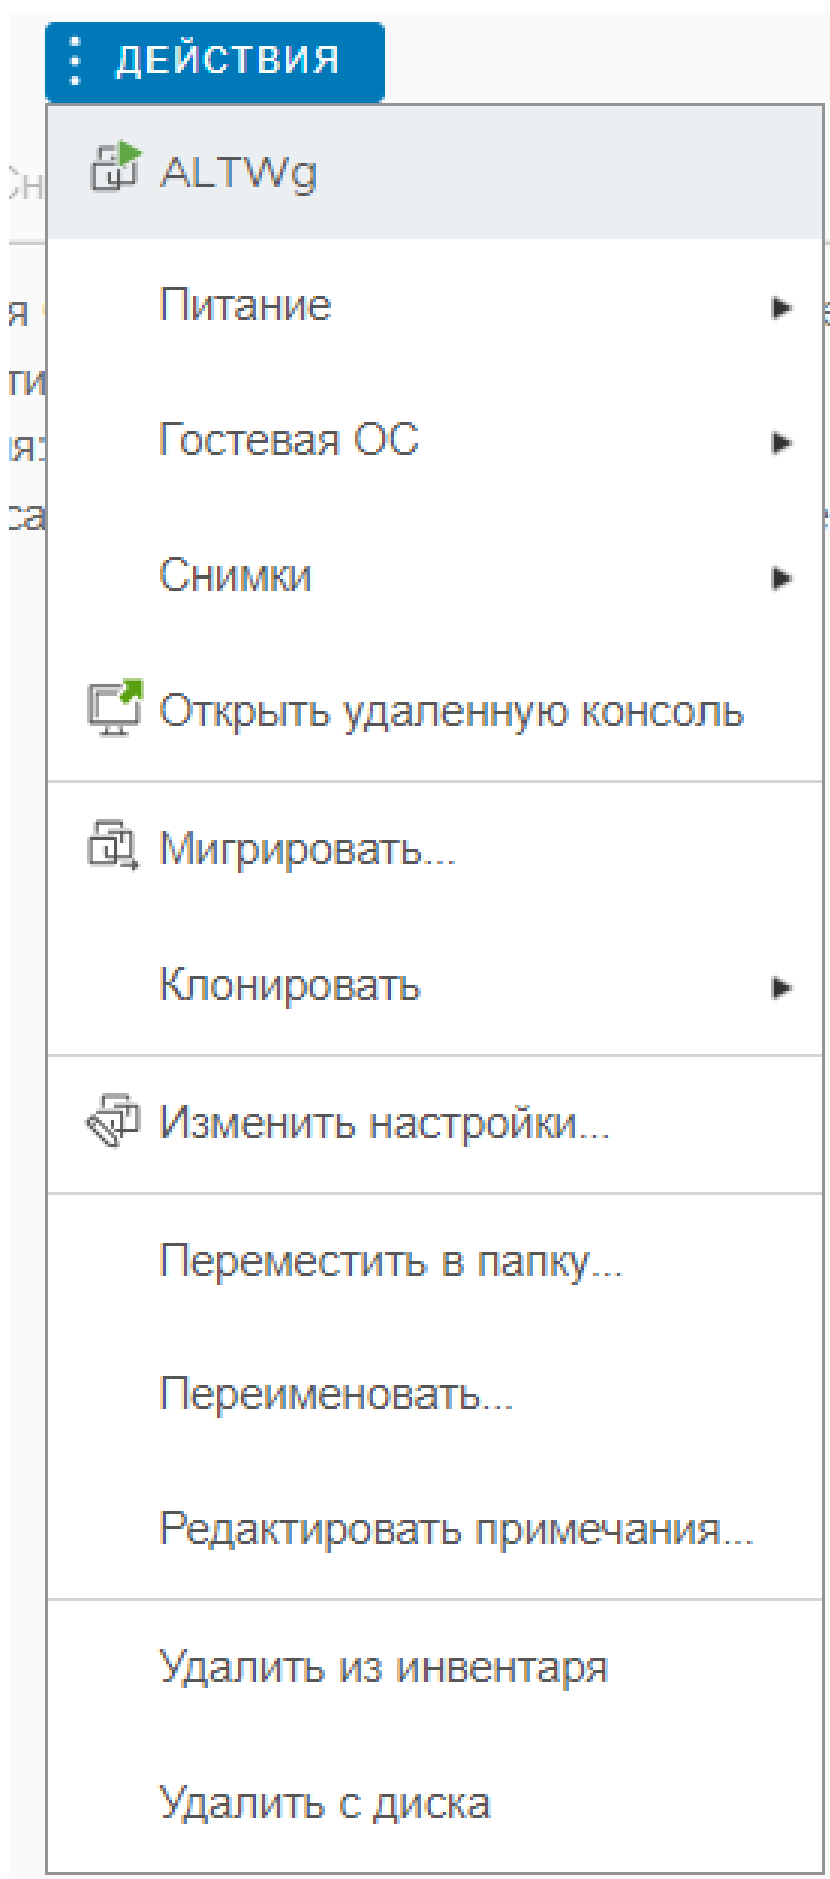 ДЕЙСТВИЯ
ALTWg
Питание
Гостевая ОС
Снимки
Открыть удаленную консоль
Мигрировать...
Клонировать
Изменить настройки...
Переместить в папку...
Переименовать...
Редактировать примечания...
Удалить из инвентаря
Удалить с диска